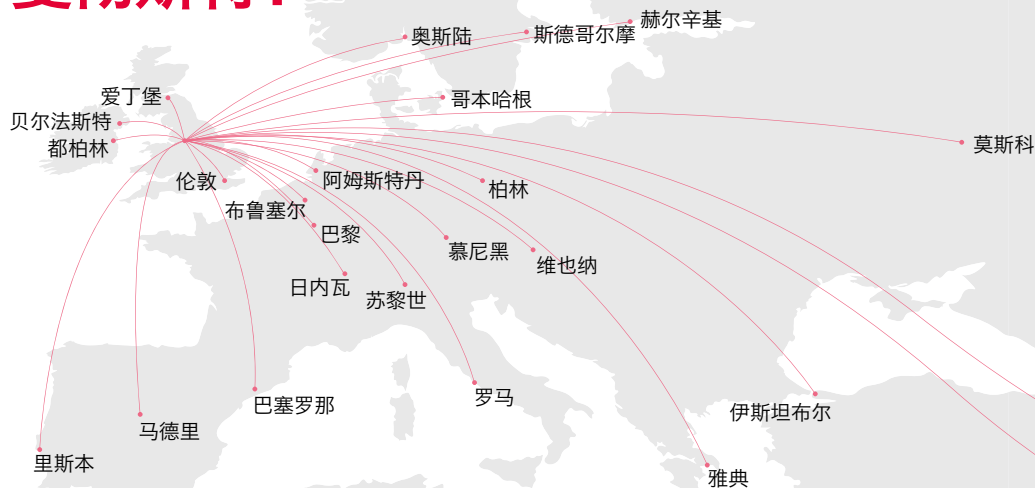 赫尔辛基
奥斯陆
斯德哥尔摩
爱丁堡
哥本哈根
贝尔法斯特
都柏林
莫斯科
伦敦
阿姆斯特丹
柏林
布鲁塞尔
巴黎
慕尼黑
维也纳
日内瓦
苏黎世
罗马
巴塞罗那
伊斯坦布尔
马德里
里斯本
雅典